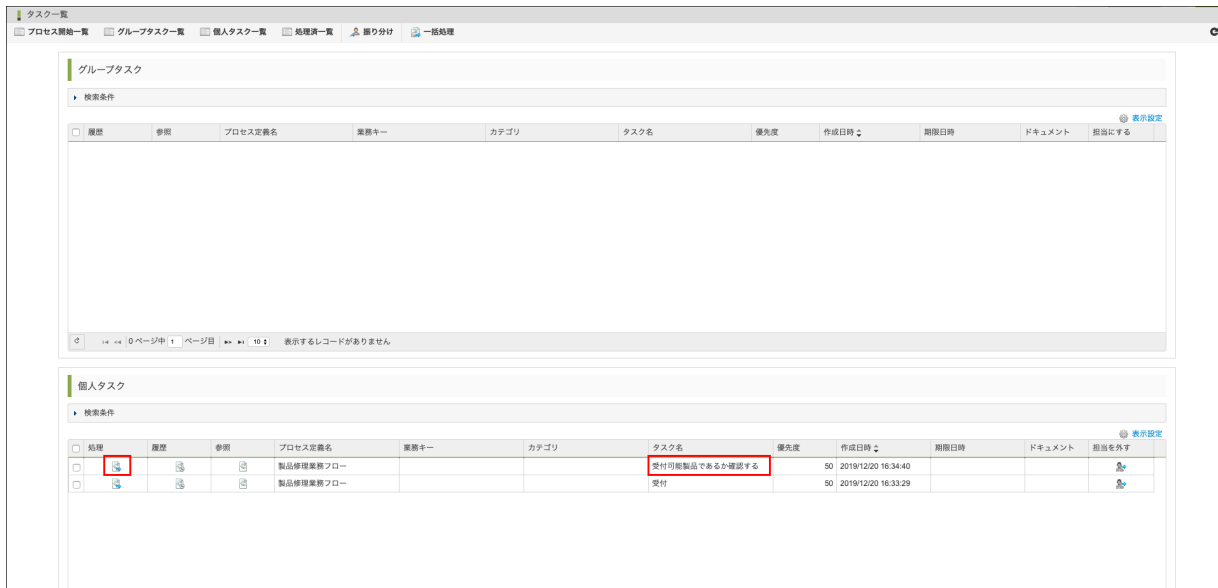 タスク一覧
プロセス開始一覧 グループタスク一覧 個人タスク一覧 処理済一覧 振り分け 一括処理
グループタスク
検索条件
表示設定
履歴 参照 プロセス定義名 業務キー カテゴリ タスク名 優先度 作成日時 期限日時 ドキュメント 担当にする
0 ページ中 1 ページ目 10 表示するレコードがありません
個人タスク
検索条件
表示設定
処理 履歴 参照 プロセス定義名 業務キー カテゴリ タスク名 優先度 作成日時 期限日時 ドキュメント 担当を外す
製品修理業務フロー 受付可能製品であるか確認する 50 2019/12/20 16:34:40
製品修理業務フロー 受付 50 2019/12/20 16:33:29